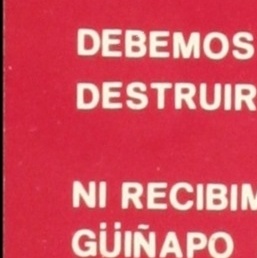 DEBEMOS
DESTRUIR
NI RECIBIM
GÜIÑAPO